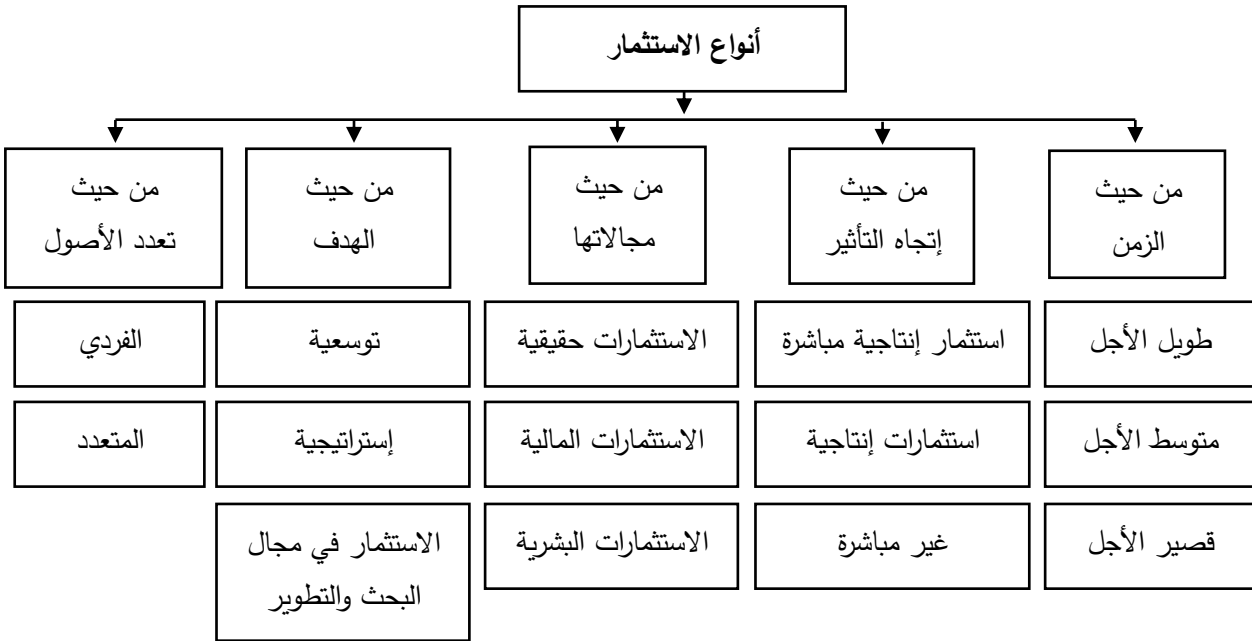 أنواع الاستثمار
من حيث
الزمن
من حيث
إتجاه التأثير
من حيث
مجالاتها
من حيث
الهدف
من حيث
تعدد الأصول
طويل الأجل
استثمار إنتاجية مباشرة
الاستثمارات حقيقية
توسعية
الفردي
متوسط الأجل
استثمارات إنتاجية
الاستثمارات المالية
إستراتيجية
المتعدد
قصير الأجل
غير مباشرة
الاستثمارات البشرية
الاستثمار في مجال
البحث والتطوير